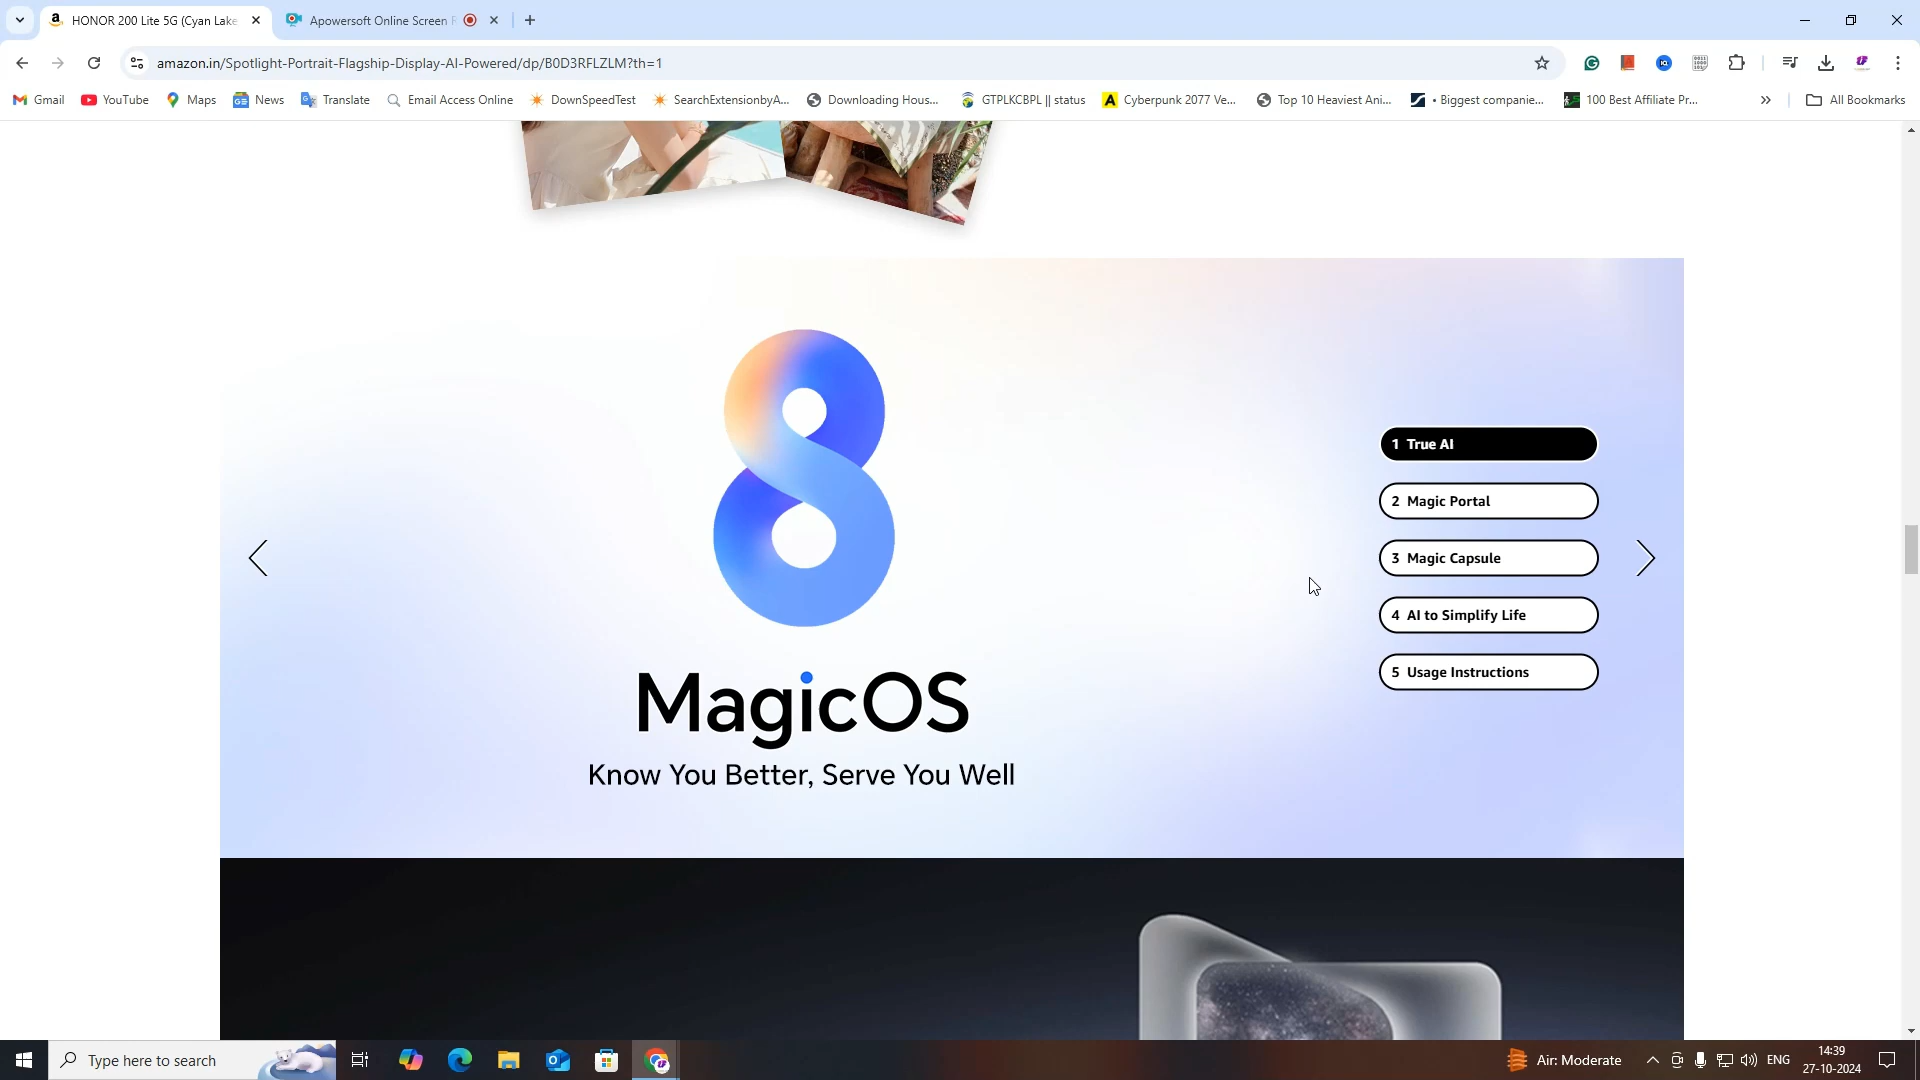 HONOR 200 Lite 5G (Cyan Lake
Apowersoft Online Screen R
amazon.in/Spotlight-Portrait-Flagship-Display-AI-Powered/dp/B0D3RFLZLM?th=1
Gmail
YouTube
Maps
News
Translate
Email Access Online
DownSpeedTest
SearchExtensionbyA...
Downloading Hous...
GTPLKCBPL || status
Cyberpunk 2077 Ve...
Top 10 Heaviest Ani...
• Biggest companie...
100 Best Affiliate Pr...
All Bookmarks
1 True AI
2 Magic Portal
3 Magic Capsule
4 AI to Simplify Life
5 Usage Instructions
MagicOS
Know You Better, Serve You Well
Type here to search
Air: Moderate
ENG
14:39
27-10-2024